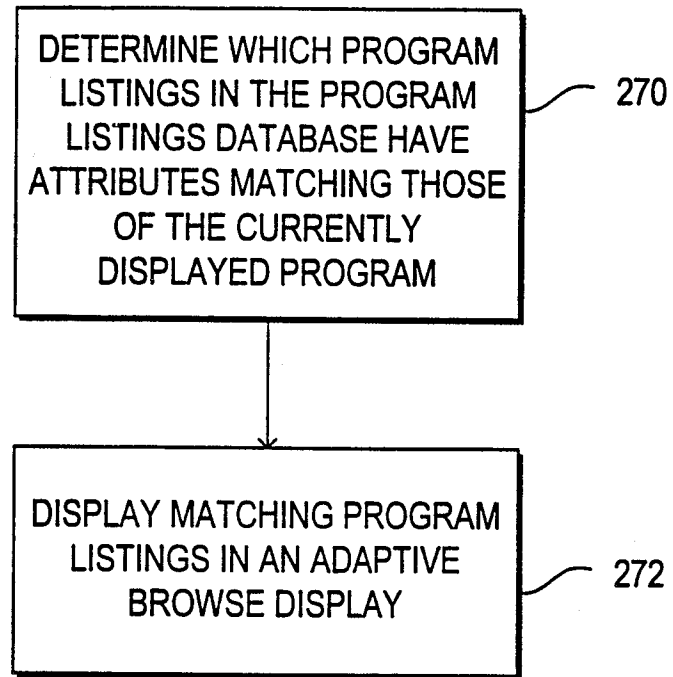 DETERMINE WHICH PROGRAM
LISTINGS IN THE PROGRAM
LISTINGS DATABASE HAVE
ATTRIBUTES MATCHING THOSE
OF THE CURRENTLY
DISPLAYED PROGRAM
270
DISPLAY MATCHING PROGRAM
LISTINGS IN AN ADAPTIVE
BROWSE DISPLAY
272